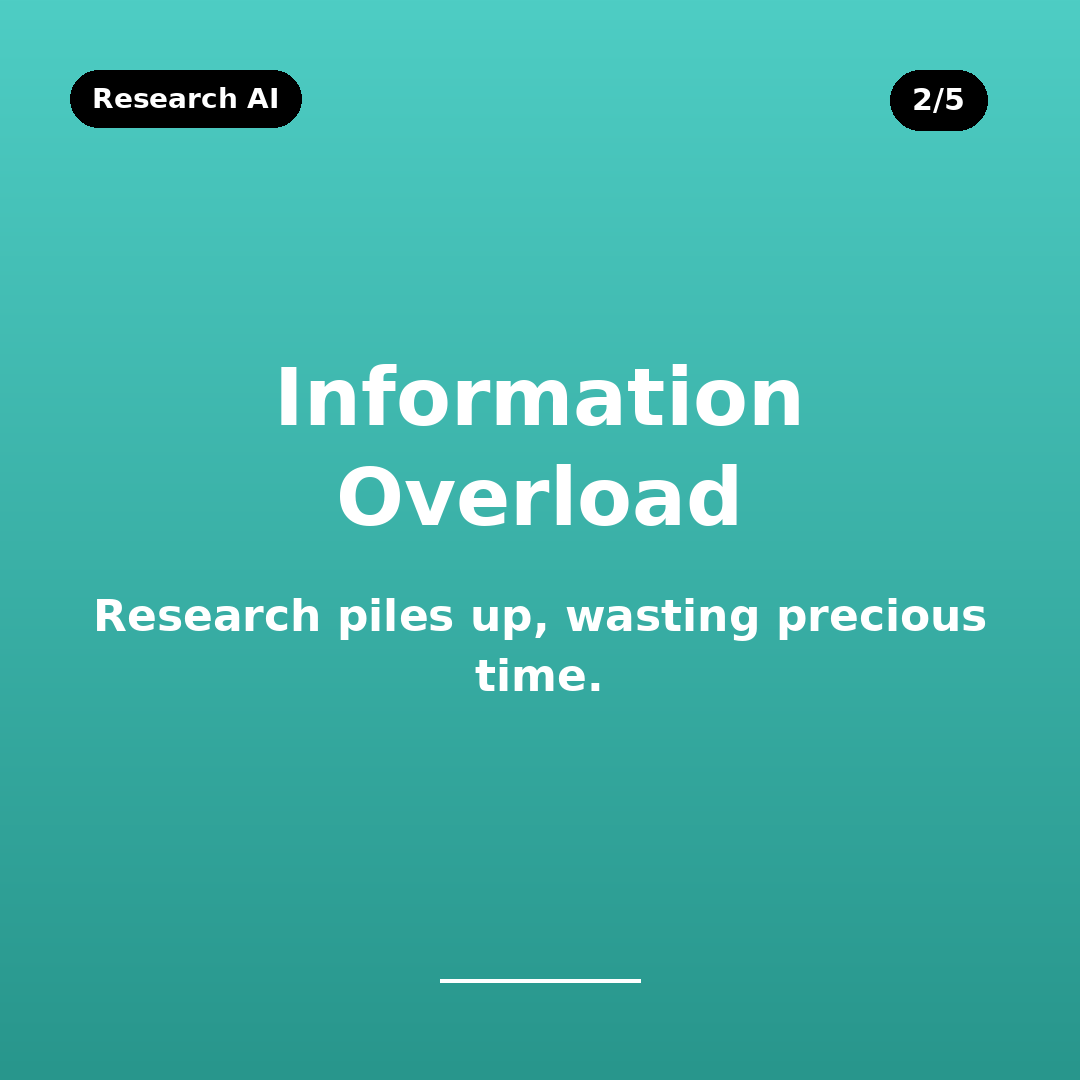 Research AI
2/5
Information
Overload
Research piles up, wasting precious
time.